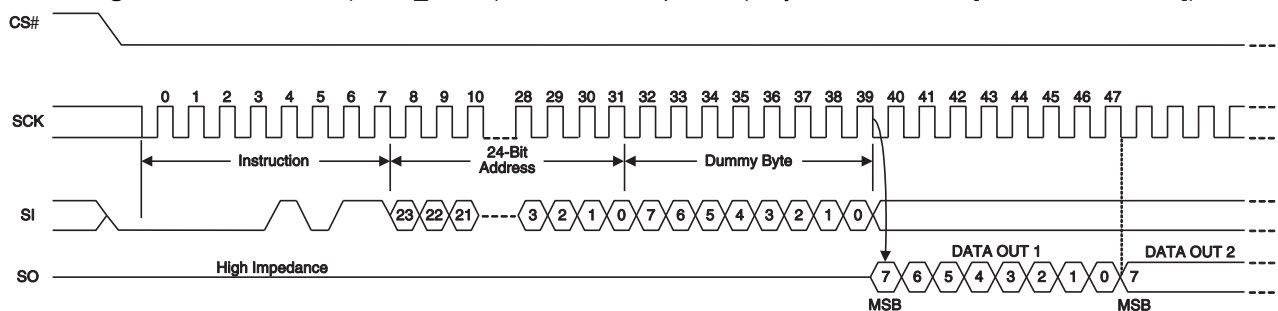 CS#
0 1 2 3 4 5 6 7 8 9 10 28 29 30 31 32 33 34 35 36 37 38 39 40 41 42 43 44 45 46 47
SCK
Instruction
24-Bit
Address
Dummy Byte
SI
23 22 21 3 2 1 0 7 6 5 4 3 2 1 0
DATA OUT 1
DATA OUT 2
High Impedance
SO
7 6 5 4 3 2 1 0 7
MSB
MSB